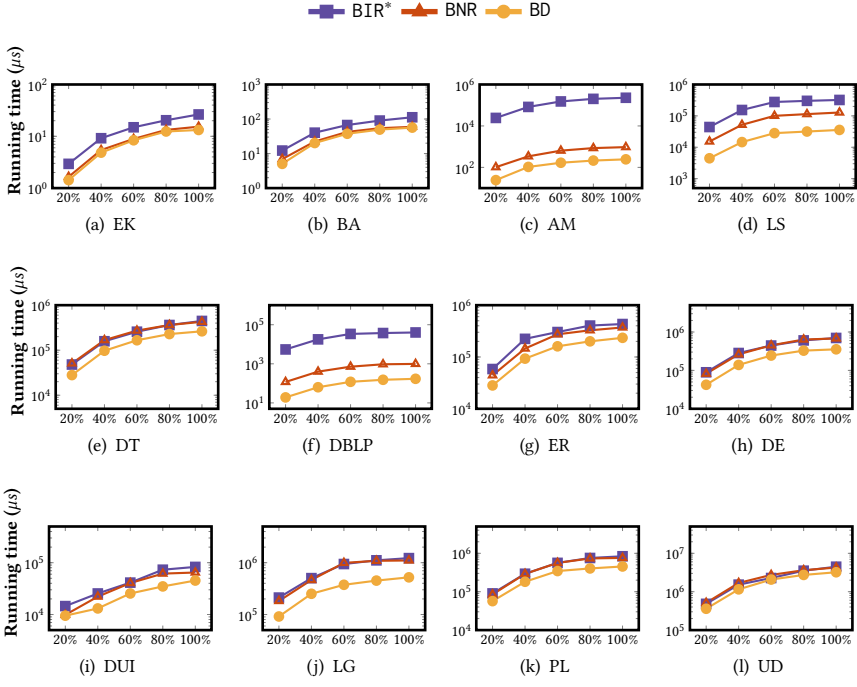 BIR* BNR BD
Running time (μs)
10^2
10^1
10^0
20% 40% 60% 80% 100%
(a) EK
10^3
10^2
10^1
10^0
20% 40% 60% 80% 100%
(b) BA
10^6
10^4
10^2
20% 40% 60% 80% 100%
(c) AM
10^6
10^5
10^4
10^3
20% 40% 60% 80% 100%
(d) LS
Running time (μs)
10^6
10^5
10^4
20% 40% 60% 80% 100%
(e) DT
10^5
10^3
10^1
20% 40% 60% 80% 100%
(f) DBLP
10^6
10^5
10^4
20% 40% 60% 80% 100%
(g) ER
10^6
10^5
10^4
20% 40% 60% 80% 100%
(h) DE
Running time (μs)
10^5
10^4
20% 40% 60% 80% 100%
(i) DUI
10^6
10^5
20% 40% 60% 80% 100%
(j) LG
10^6
10^5
10^4
20% 40% 60% 80% 100%
(k) PL
10^7
10^6
10^5
20% 40% 60% 80% 100%
(l) UD